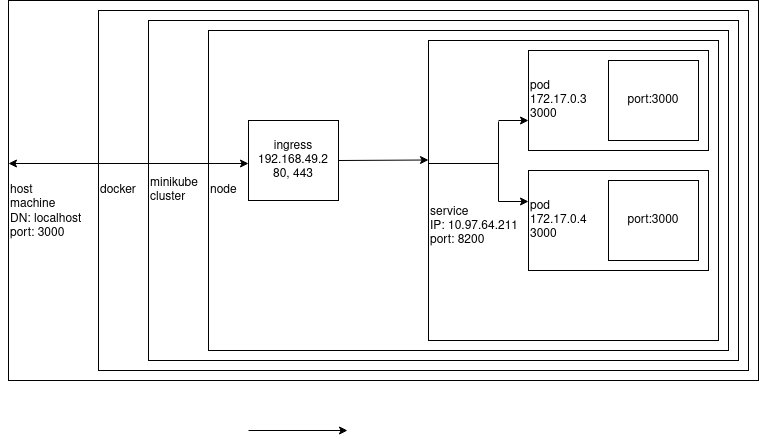 host
machine
DN: localhost
port: 3000
docker
minikube
cluster
node
ingress
192.168.49.2
80, 443
service
IP: 10.97.64.211
port: 8200
pod
172.17.0.3
3000
port:3000
pod
172.17.0.4
3000
port:3000